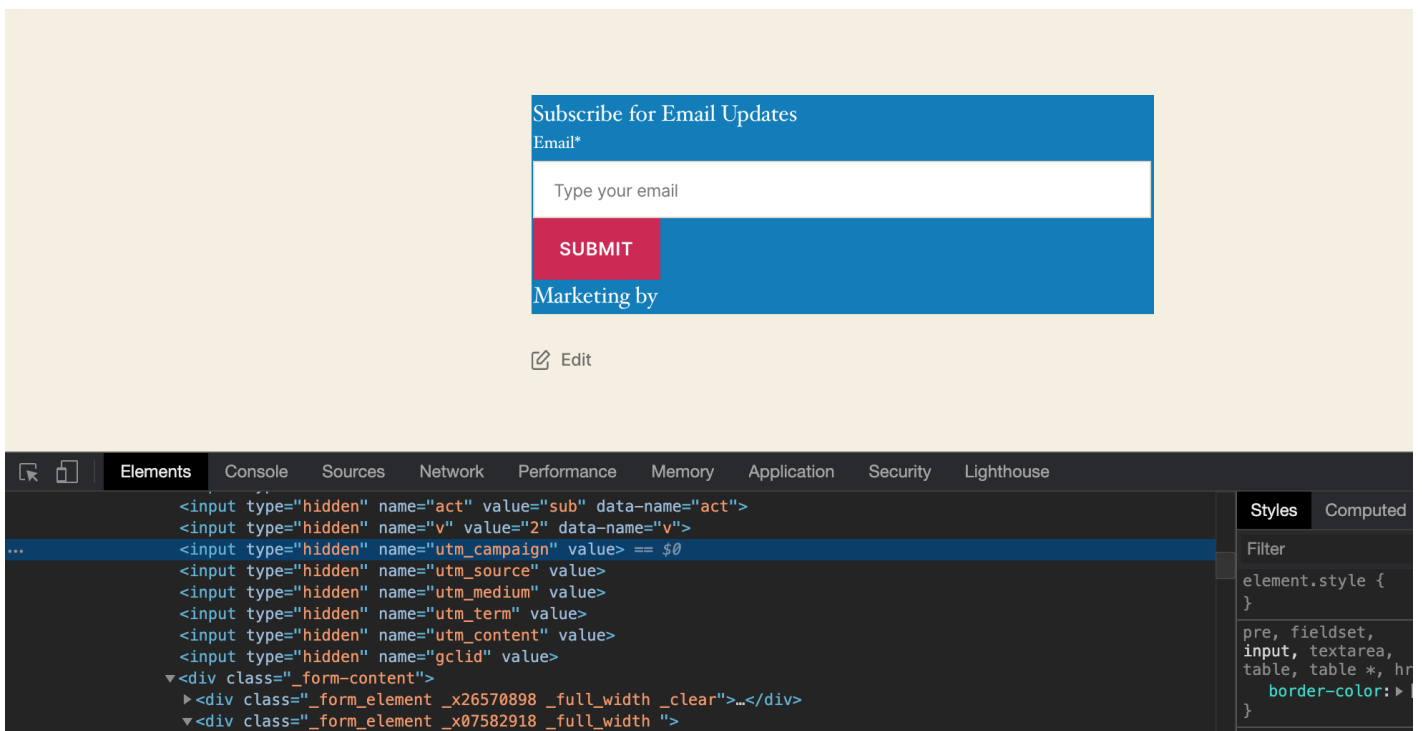 Subscribe for Email Updates
Email*
Type your email
SUBMIT
Marketing by
Edit
Elements Console Sources Network Performance Memory Application Security Lighthouse
<input type="hidden" name="act" value="sub" data-name="act">
<input type="hidden" name="v" value="2" data-name="v">
... <input type="hidden" name="utm_campaign" value> == $0
<input type="hidden" name="utm_source" value>
<input type="hidden" name="utm_medium" value>
<input type="hidden" name="utm_term" value>
<input type="hidden" name="utm_content" value>
<input type="hidden" name="gclid" value>
▼<div class="_form-content">
▶<div class="_form_element _x26570898 _full_width _clear">…</div>
▼<div class="_form_element _x07582918 _full_width ">
Styles Computed
Filter
element.style {
}
pre, fieldset,
input, textarea,
table, table *, hr
border-color: ▶
}